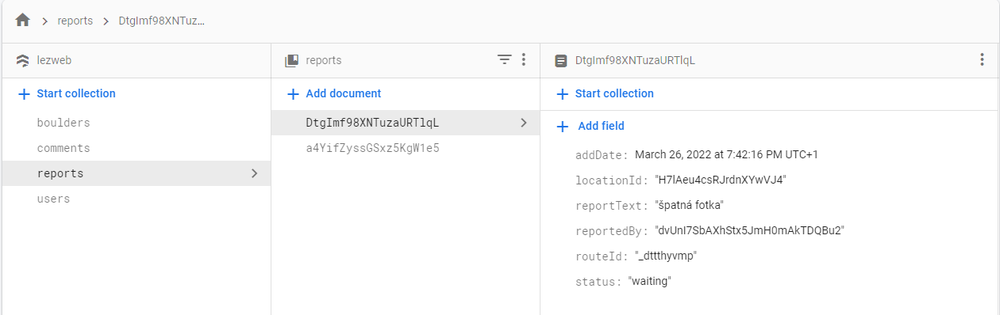 reports DtgImf98XNTuz...
lezweb
Start collection
boulders
comments
reports
users
reports
Add document
DtgImf98XNTuzaURTlqL
a4YifZyssGSxz5KgW1e5
DtgImf98XNTuzaURTlqL
Start collection
Add field
addDate: March 26, 2022 at 7:42:16 PM UTC+1
locationId: "H7lAeu4csRJrdnXYwVJ4"
reportText: "špatná fotka"
reportedBy: "dvUnI7SbAXhStx5JmH0mAkTDQBu2"
routeId: "_dttthyvmp"
status: "waiting"